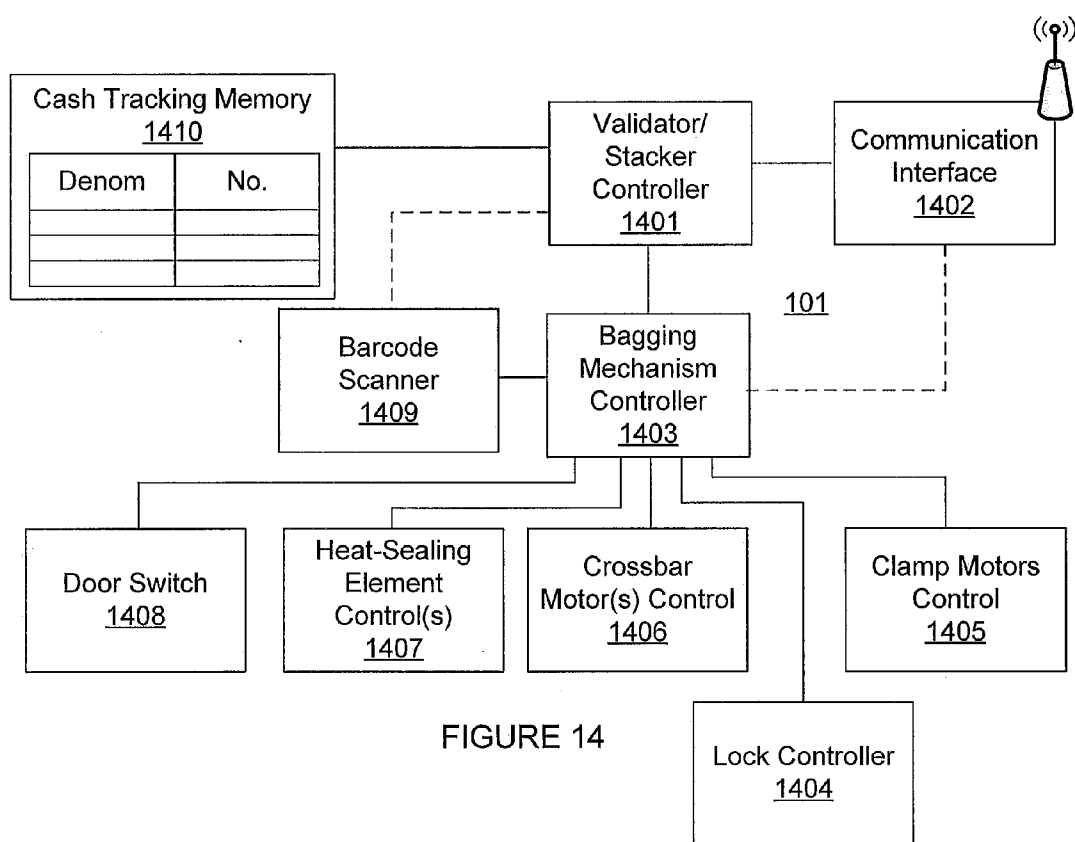 Cash Tracking Memory
1410
Denom
No.
Validator/
Stacker
Controller
1401
Communication
Interface
1402
101
Barcode
Scanner
1409
Bagging
Mechanism
Controller
1403
Door Switch
1408
Heat-Sealing
Element
Control(s)
1407
Crossbar
Motor(s) Control
1406
Clamp Motors
Control
1405
FIGURE 14
Lock Controller
1404